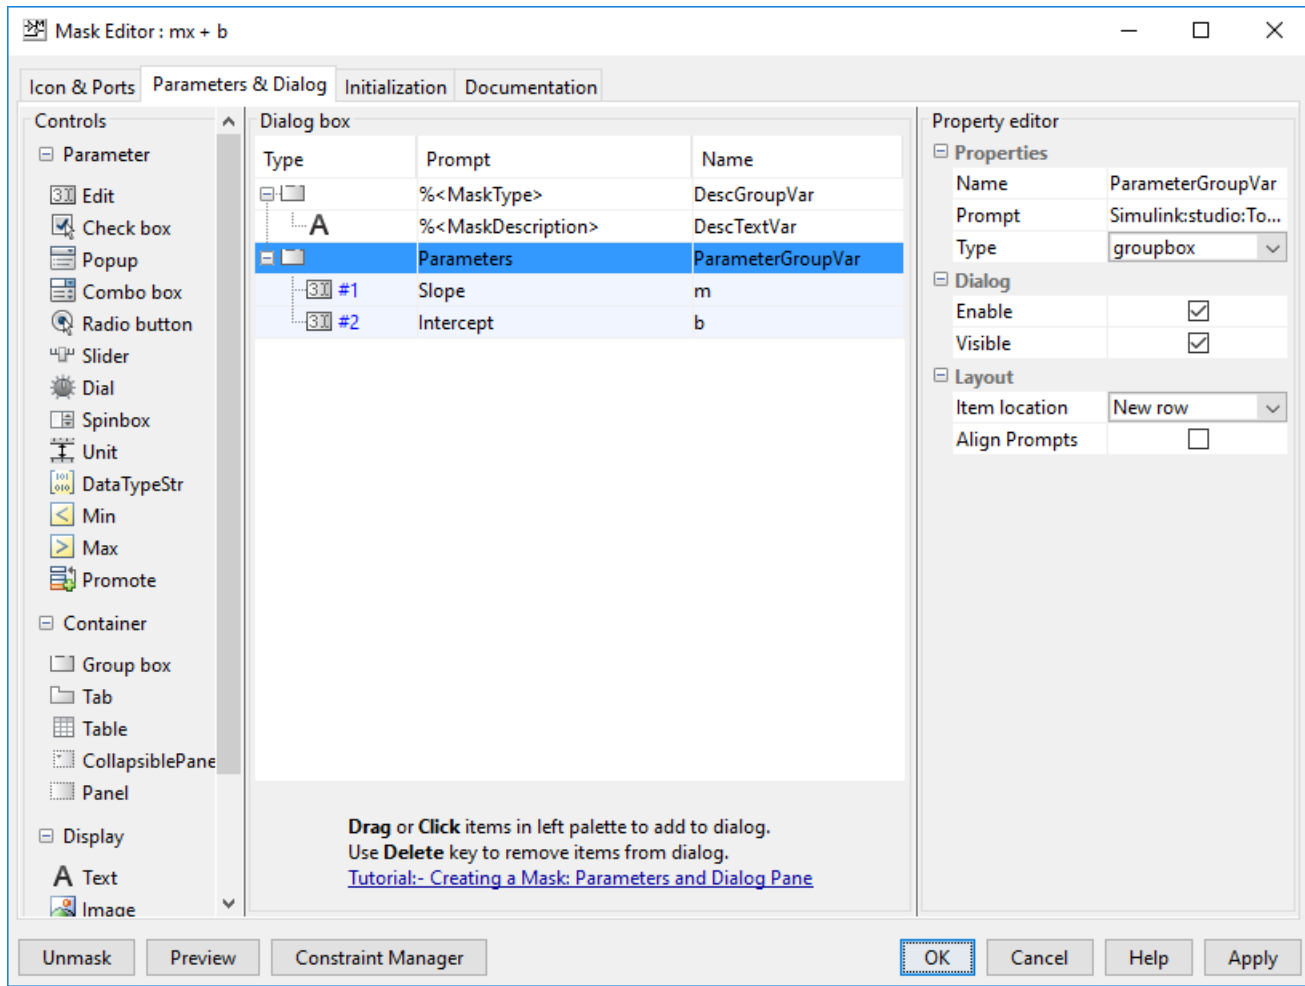 Mask Editor : mx + b
Icon & Ports Parameters & Dialog Initialization Documentation
Controls
Parameter
Edit
Check box
Popup
Combo box
Radio button
Slider
Dial
Spinbox
Unit
DataTypeStr
Min
Max
Promote
Container
Group box
Tab
Table
CollapsiblePane
Panel
Display
Text
Image
Dialog box
Type Prompt Name
%<MaskType> DescGroupVar
A %<MaskDescription> DescTextVar
Parameters ParameterGroupVar
#1 Slope m
#2 Intercept b
Drag or Click items in left palette to add to dialog.
Use Delete key to remove items from dialog.
Tutorial:- Creating a Mask: Parameters and Dialog Pane
Property editor
Properties
Name ParameterGroupVar
Prompt Simulink:studio:To...
Type groupbox
Dialog
Enable
Visible
Layout
Item location New row
Align Prompts
Unmask Preview Constraint Manager OK Cancel Help Apply